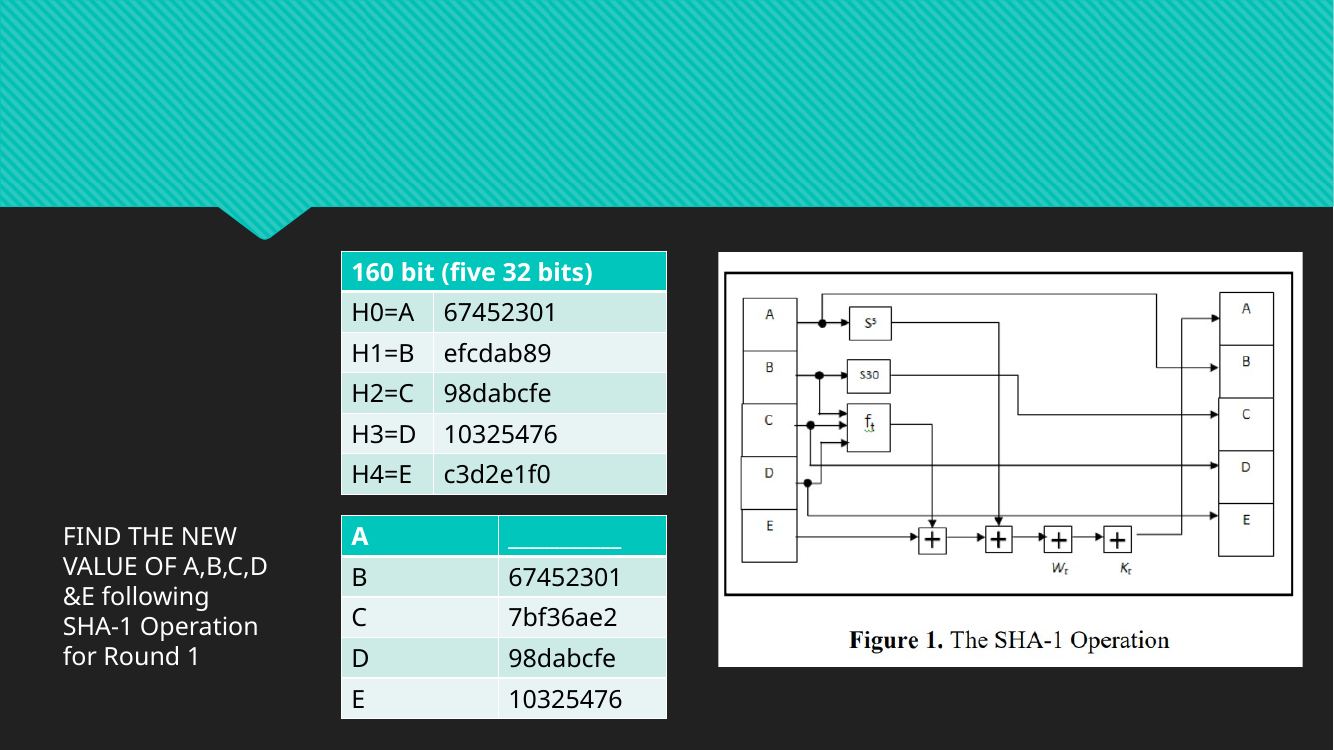 160 bit (five 32 bits)
H0=A 67452301
H1=B efcdab89
H2=C 98dabcfe
H3=D 10325476
H4=E c3d2e1f0
FIND THE NEW
VALUE OF A,B,C,D
&E following
SHA-1 Operation
for Round 1
A _________
B 67452301
C 7bf36ae2
D 98dabcfe
E 10325476
A S⁵ A
B S30 B
C fₜ C
D D
E + + + + E
Wₜ Kₜ
Figure 1. The SHA-1 Operation